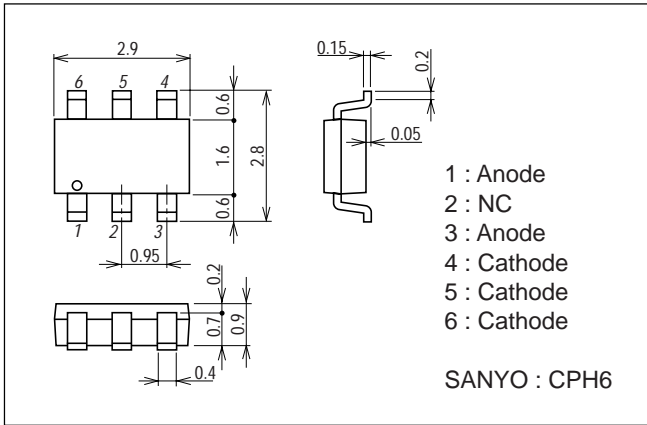 2.9
0.15
0.2
6 5 4
0.6
1.6
2.8
0.6
0.05
1 2 3
0.95
0.2
0.7
0.9
0.4
1 : Anode
2 : NC
3 : Anode
4 : Cathode
5 : Cathode
6 : Cathode
SANYO : CPH6